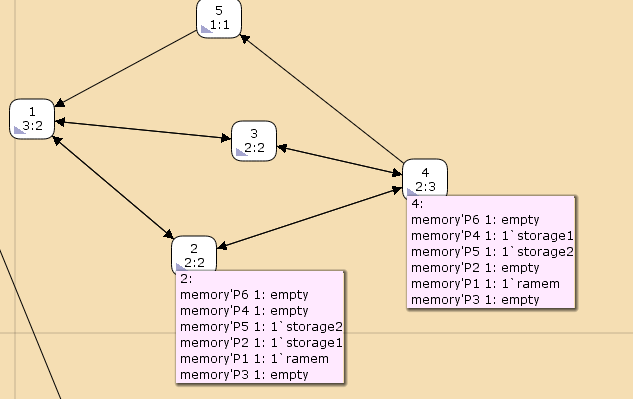 5
1:1
1
3:2
3
2:2
4
2:3
4:
memory'P6 1: empty
memory'P4 1: 1`storage1
memory'P5 1: 1`storage2
memory'P2 1: empty
memory'P1 1: 1`ramem
memory'P3 1: empty
2
2:2
2:
memory'P6 1: empty
memory'P4 1: empty
memory'P5 1: 1`storage2
memory'P2 1: 1`storage1
memory'P1 1: 1`ramem
memory'P3 1: empty